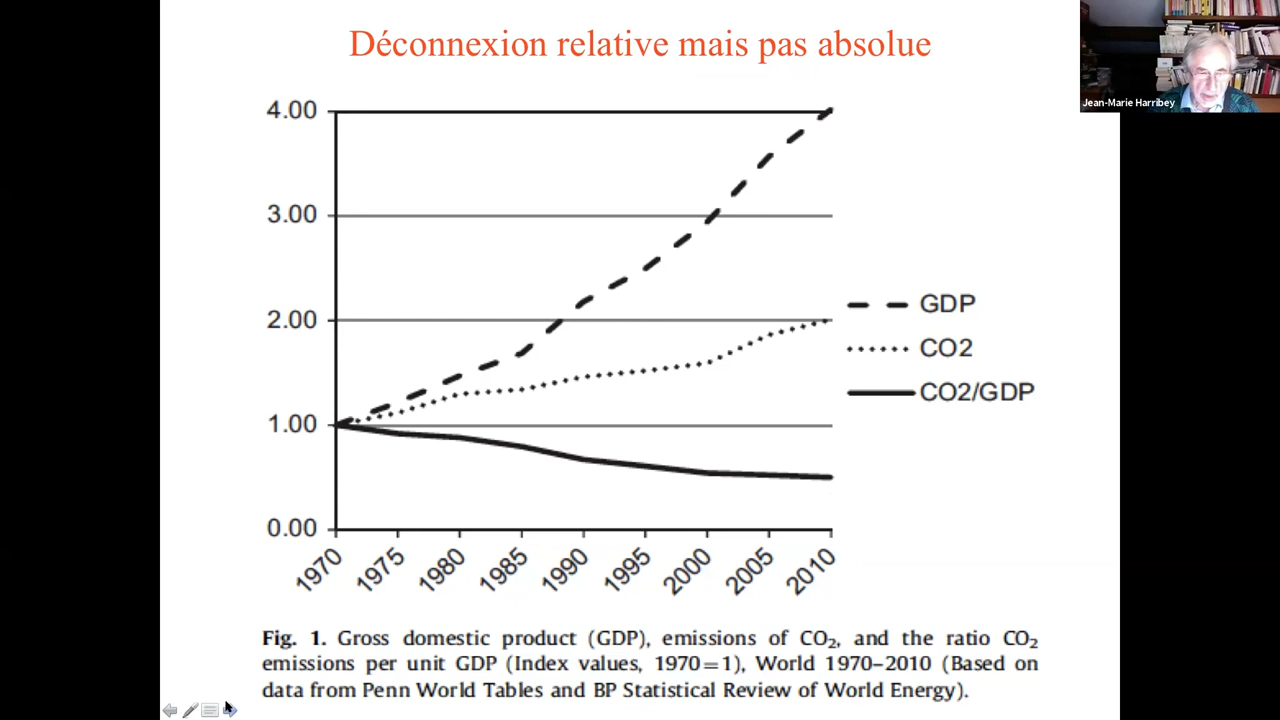 Déconnexion relative mais pas absolue
Jean-Marie Harribey
4.00
3.00
2.00
1.00
0.00
GDP
CO2
CO2/GDP
1970
1975
1980
1985
1990
1995
2000
2005
2010
Fig. 1. Gross domestic product (GDP), emissions of CO₂, and the ratio CO₂
emissions per unit GDP (Index values, 1970=1), World 1970–2010 (Based on
data from Penn World Tables and BP Statistical Review of World Energy).